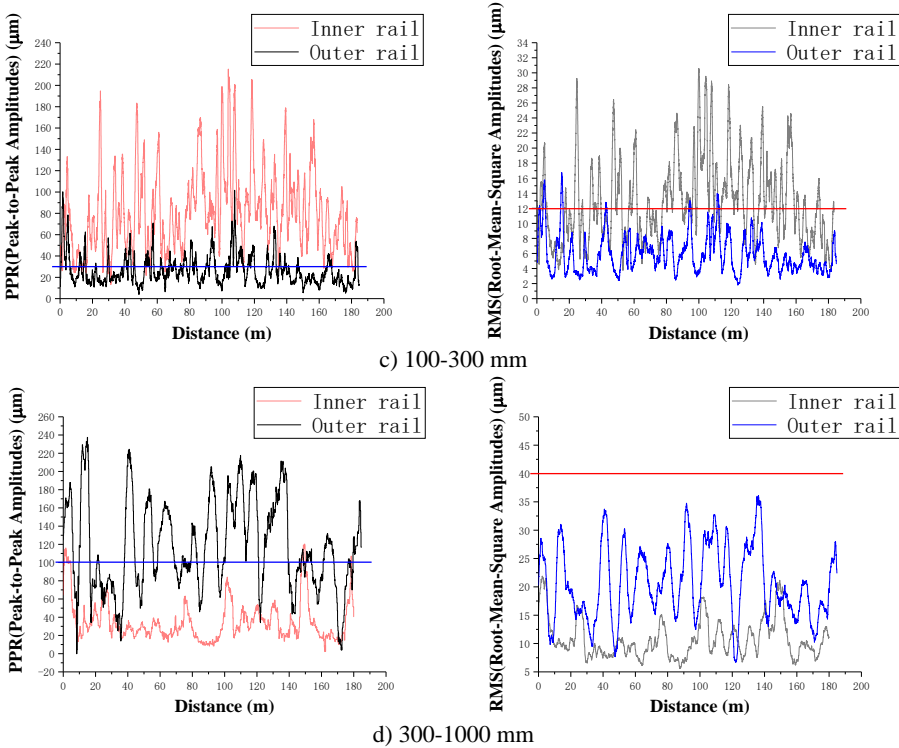 PPR(Peak-to-Peak Amplitudes) (μm)
240
220
200
180
160
140
120
100
80
60
40
20
0
Inner rail
Outer rail
0 20 40 60 80 100 120 140 160 180 200
Distance (m)
RMS(Root-Mean-Square Amplitudes) (μm)
34
32
30
28
26
24
22
20
18
16
14
12
10
8
6
4
2
0
Inner rail
Outer rail
0 20 40 60 80 100 120 140 160 180 200
Distance (m)
c) 100-300 mm
PPR(Peak-to-Peak Amplitudes) (μm)
260
240
220
200
180
160
140
120
100
80
60
40
20
0
-20
Inner rail
Outer rail
0 20 40 60 80 100 120 140 160 180 200
Distance (m)
RMS(Root-Mean-Square Amplitudes) (μm)
50
45
40
35
30
25
20
15
10
5
Inner rail
Outer rail
0 20 40 60 80 100 120 140 160 180 200
Distance (m)
d) 300-1000 mm